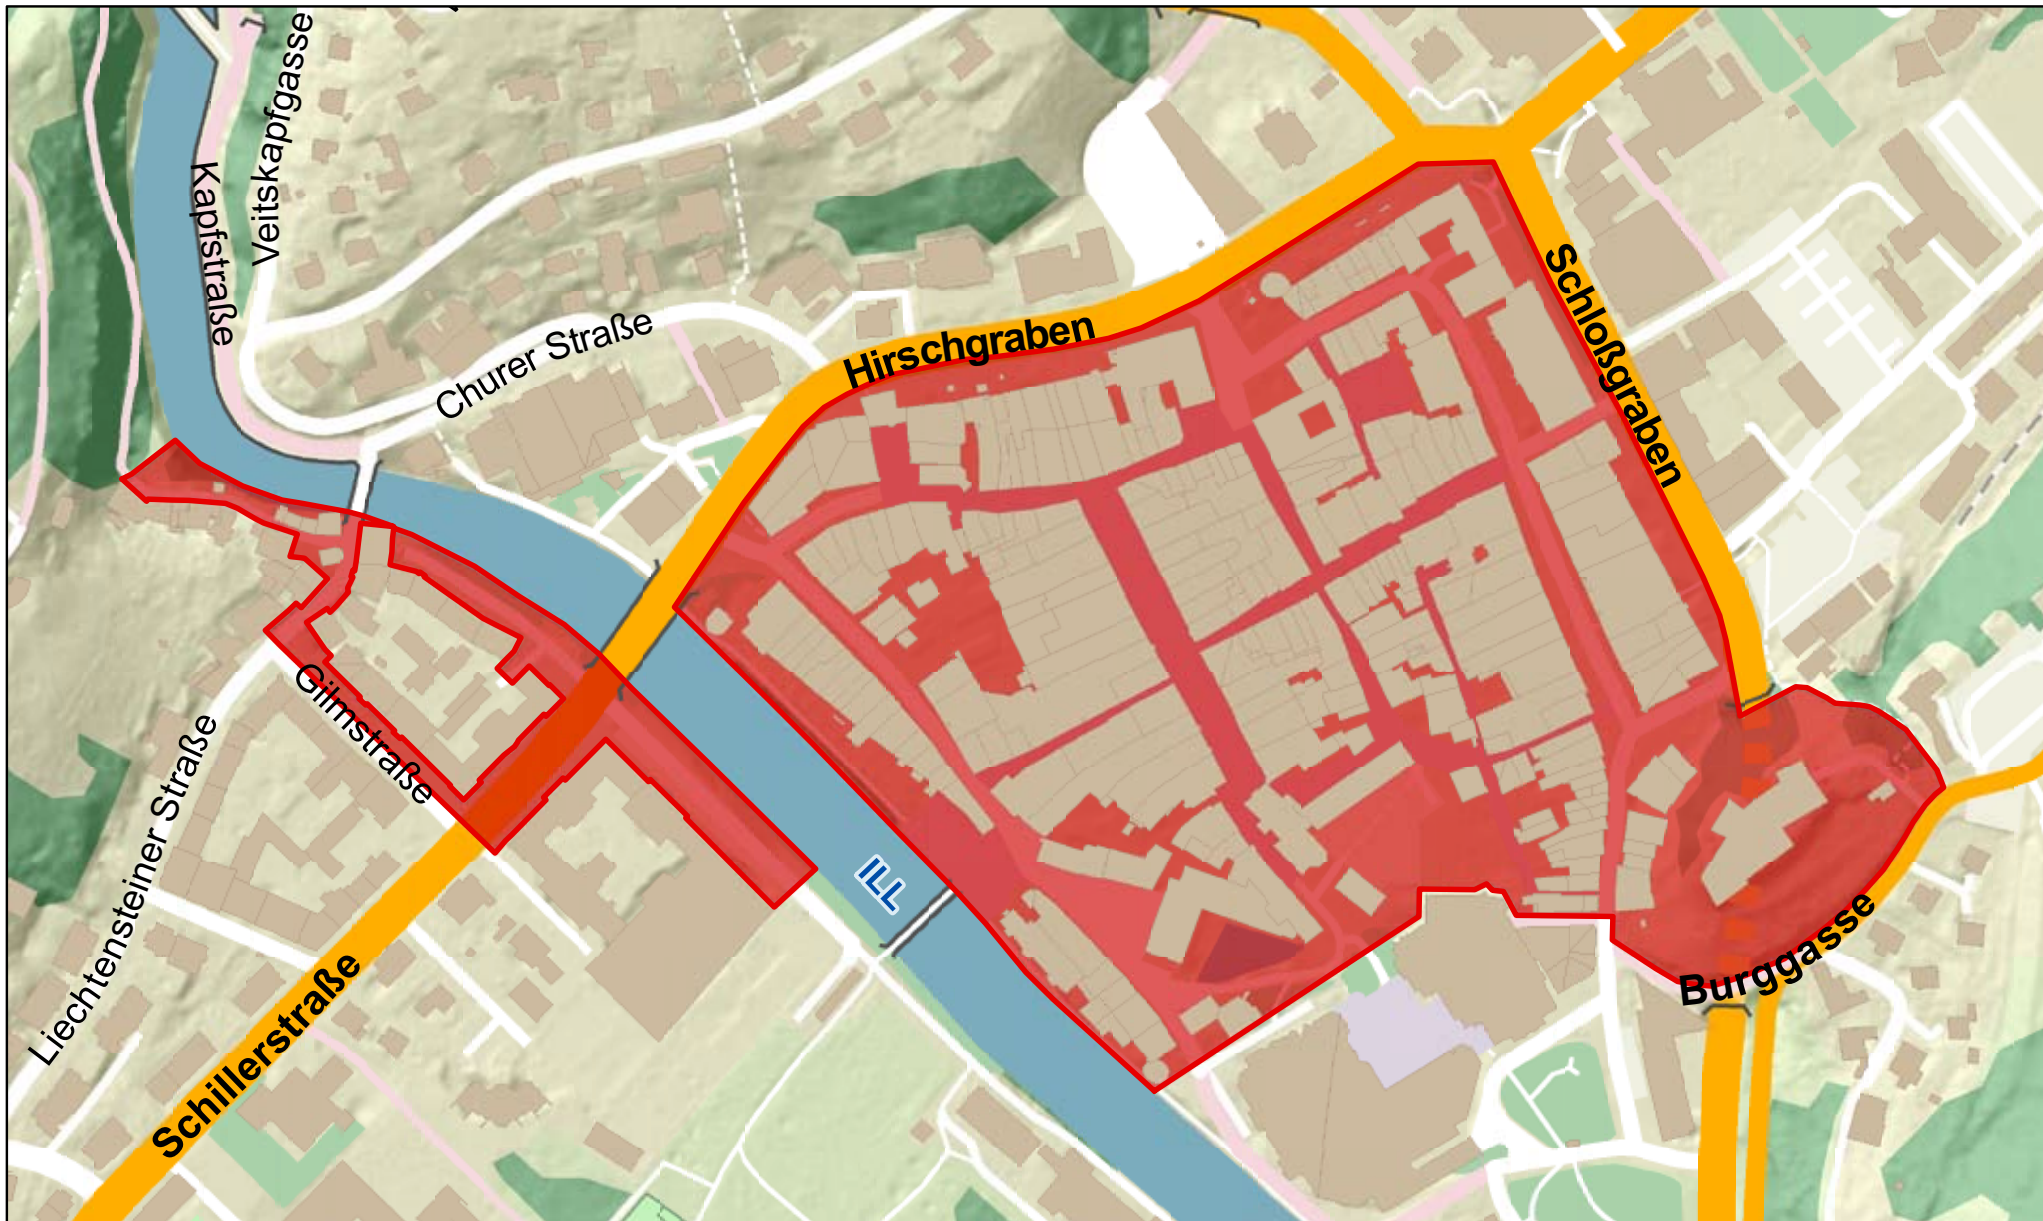 Veitskapfgasse
Kapfstraße
Churer Straße
Hirschgraben
Schloßgraben
Gilmstraße
Liechtensteiner Straße
ILL
Schillerstraße
Burggasse